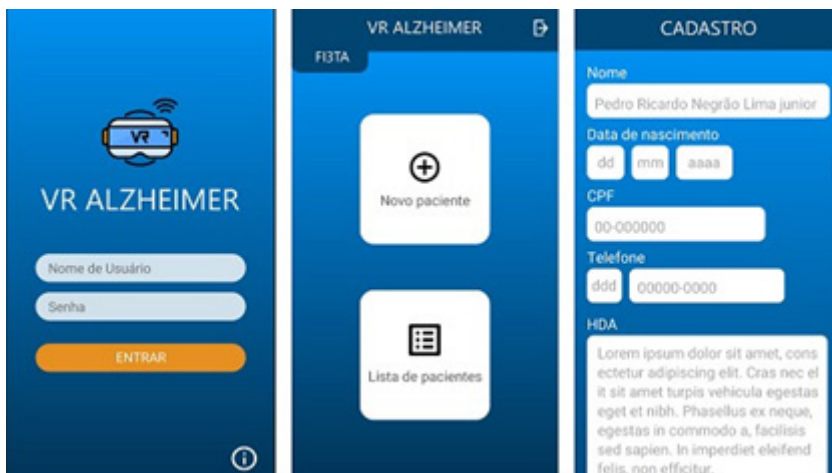 VR
VR ALZHEIMER
Nome de Usuário
Senha
ENTRAR
VR ALZHEIMER
FI3TA
Novo paciente
Lista de pacientes
CADASTRO
Nome
Pedro Ricardo Negrão Lima junior
Data de nascimento
dd mm aaaa
CPF
00-000000
Telefone
ddd 00000-0000
HDA
Lorem ipsum dolor sit amet, cons
ectetur adipiscing elit. Cras nec el
it sit amet turpis vehicula egestas
eget et nibh. Phasellus ex neque,
egestas in commodo a, facilisis
sed sapien. In imperdiet eleifend
felis, non efficitur.